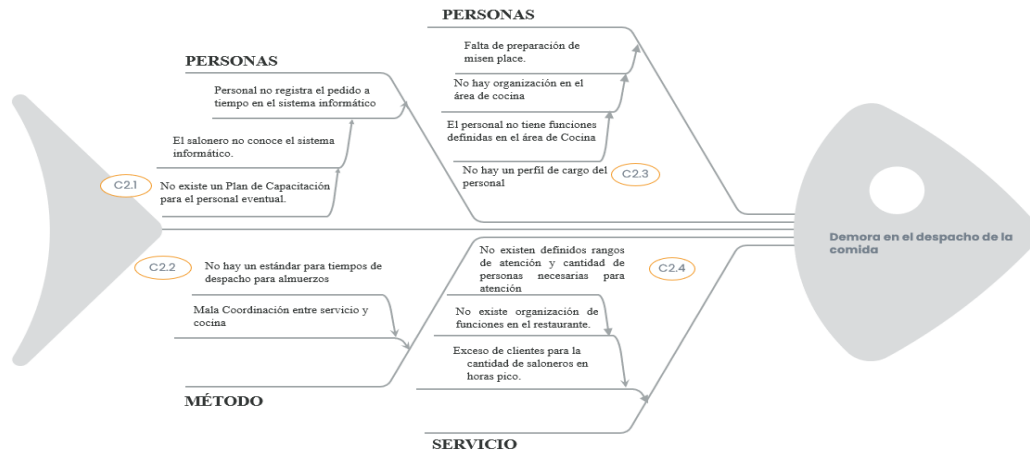 PERSONAS
Falta de preparación de
misen place.
No hay organización en el
área de cocina
El personal no tiene funciones
definidas en el área de Cocina
No hay un perfil de cargo del
personal
C2.3
PERSONAS
Personal no registra el pedido a
tiempo en el sistema informático
El salonero no conoce el sistema
informático.
No existe un Plan de Capacitación
para el personal eventual.
C2.1
Demora en el despacho de la
comida
C2.2
No hay un estándar para tiempos de
despacho para almuerzos
Mala Coordinación entre servicio y
cocina
MÉTODO
No existen definidos rangos
de atención y cantidad de
personas necesarias para
atención
C2.4
No existe organización de
funciones en el restaurante.
Exceso de clientes para la
cantidad de saloneros en
horas pico.
SERVICIO